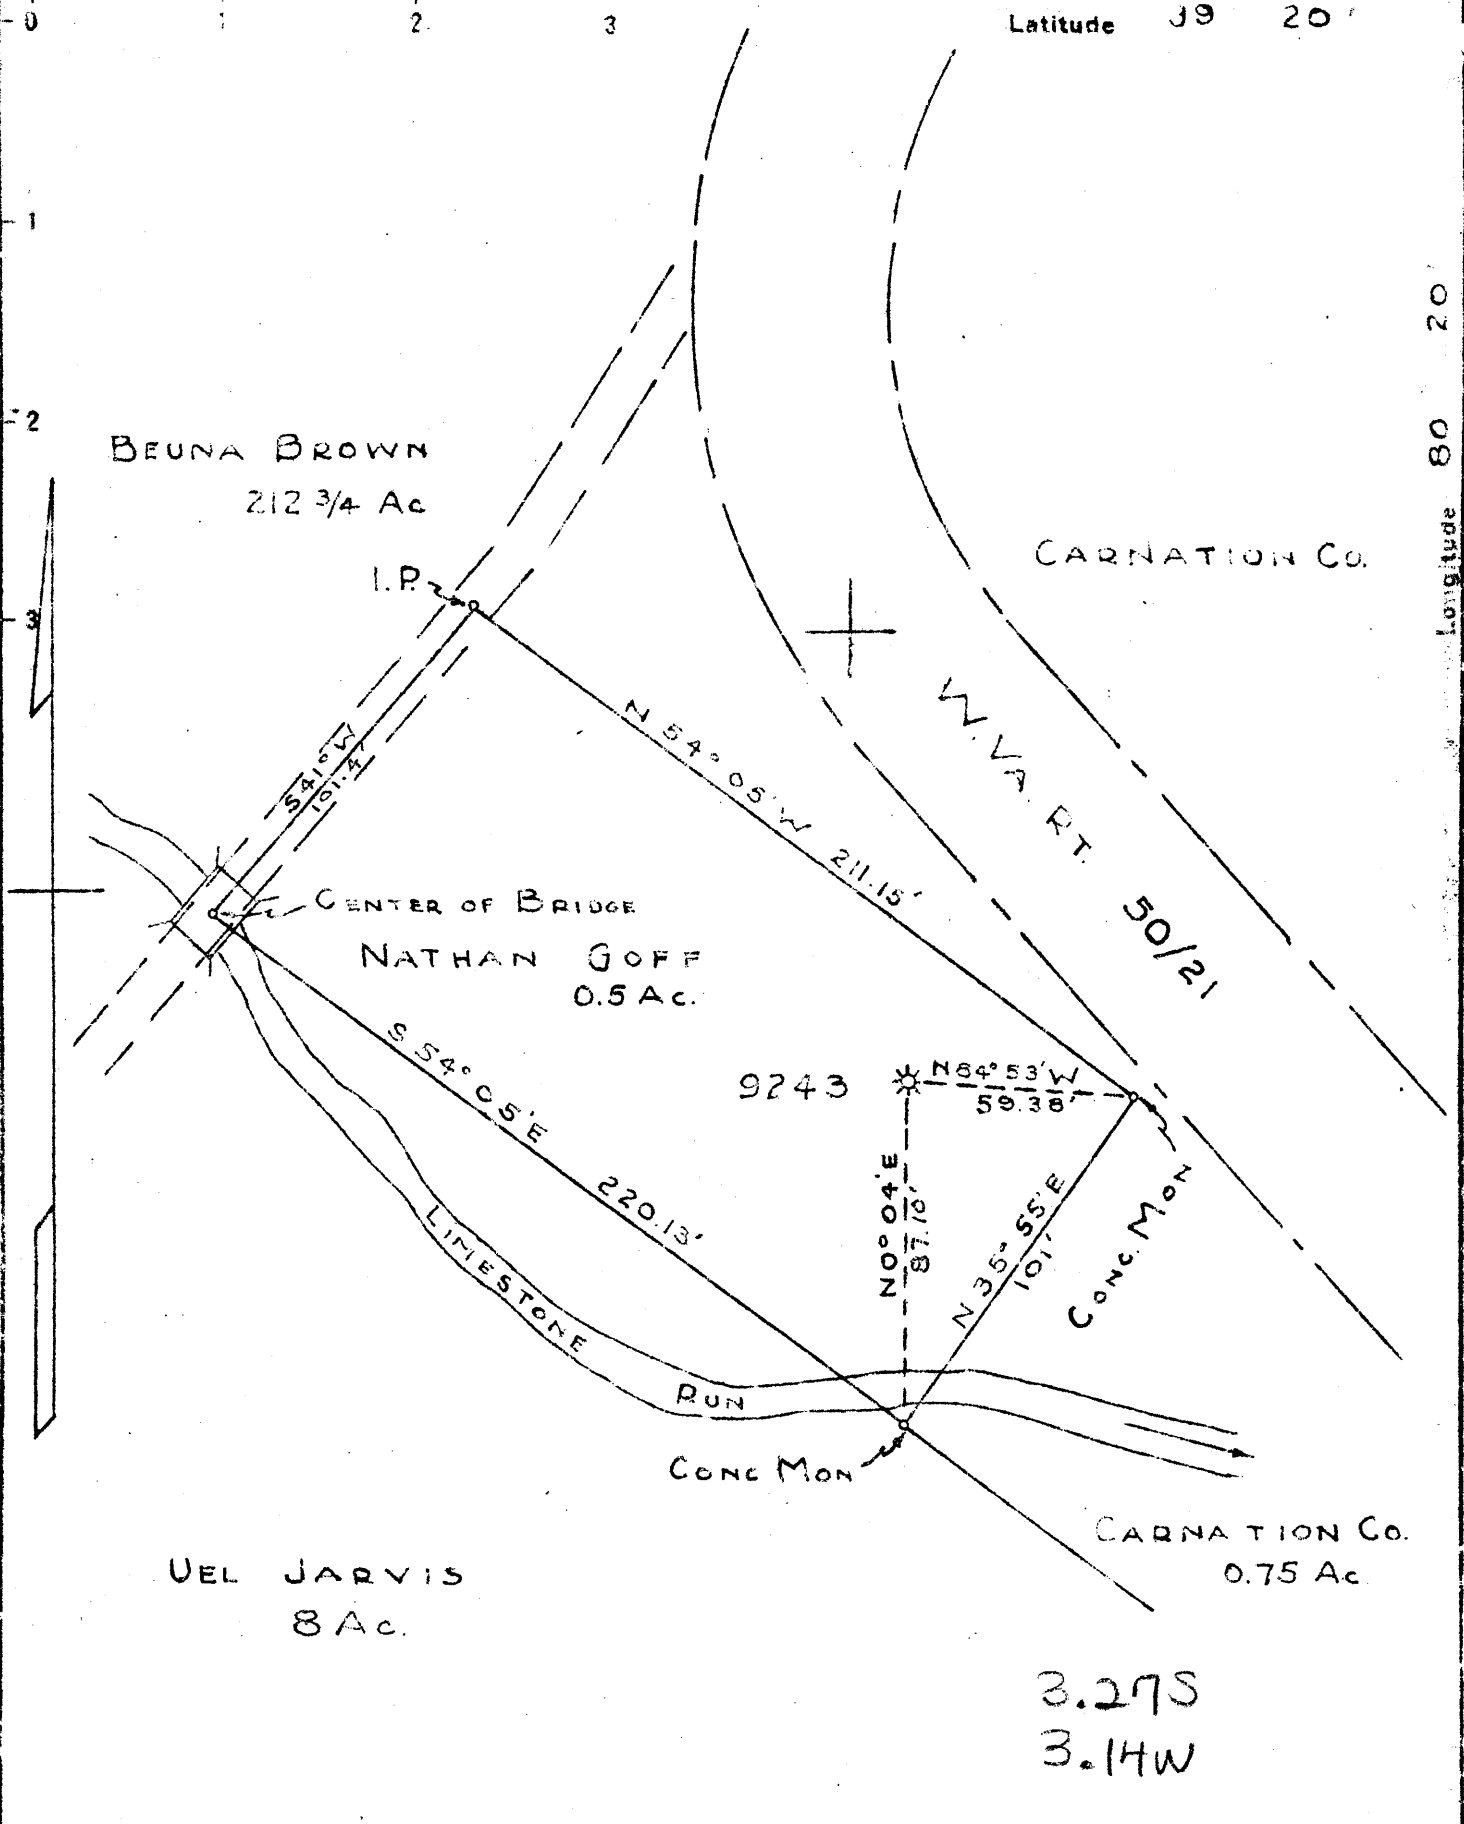 0 1 2 3 Latitude 39 20'
1
2
3
Longitude 80 20'
BEUNA BROWN
212 3/4 Ac
I.P.
CARNATION CO.
W. VA. RT. 50/21
N 54° 05' W 211.15'
S 41° W
101.4'
CENTER OF BRIDGE
NATHAN GOFF
0.5 Ac.
S 54° 05' E 220.13'
9243
N 84° 53' W
59.38'
N 0° 04' E
87.10'
N 35° 55' E
101'
CONC. MON
LIMESTONE RUN
CONC MON
CARNATION CO.
0.75 Ac
UEL JARVIS
8 Ac.
3.27S
3.14W